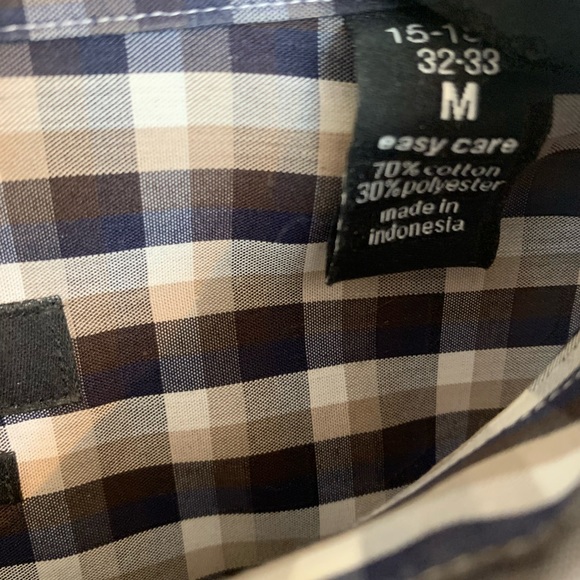 32-33
M
easy care
70% cotton
30% polyester
made in
indonesia